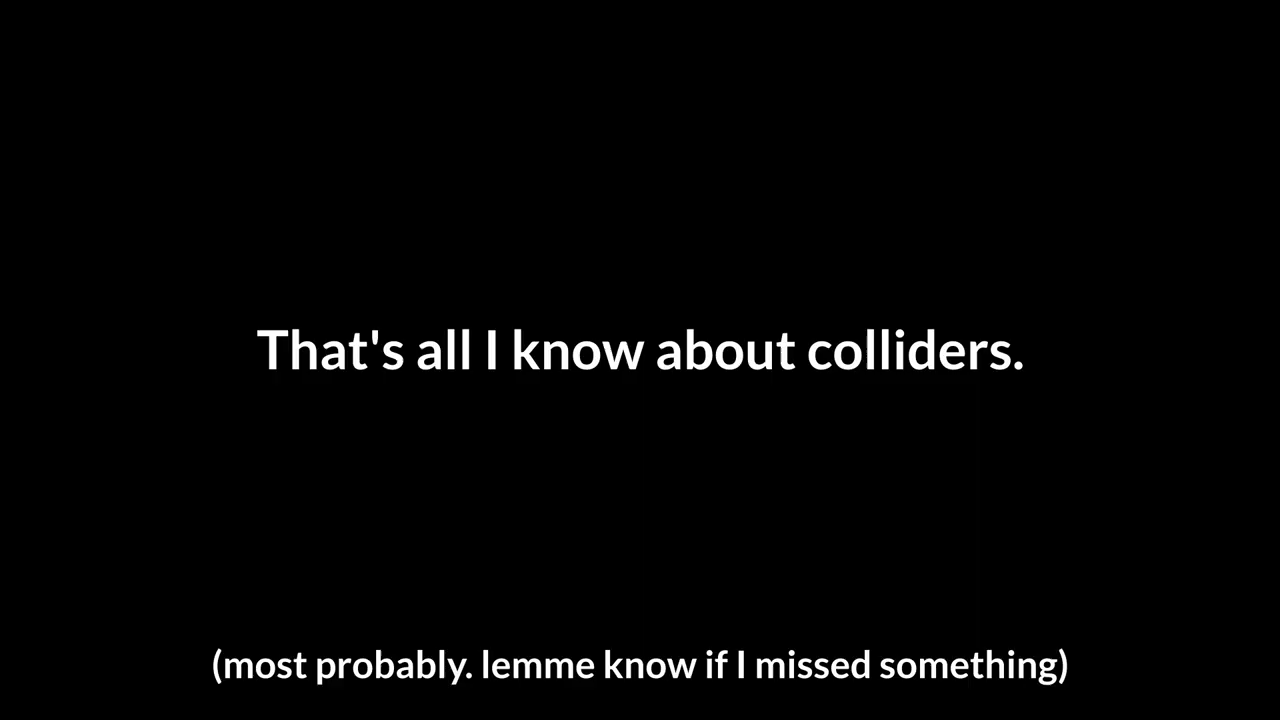 That's all I know about colliders.
(most probably. lemme know if I missed something)